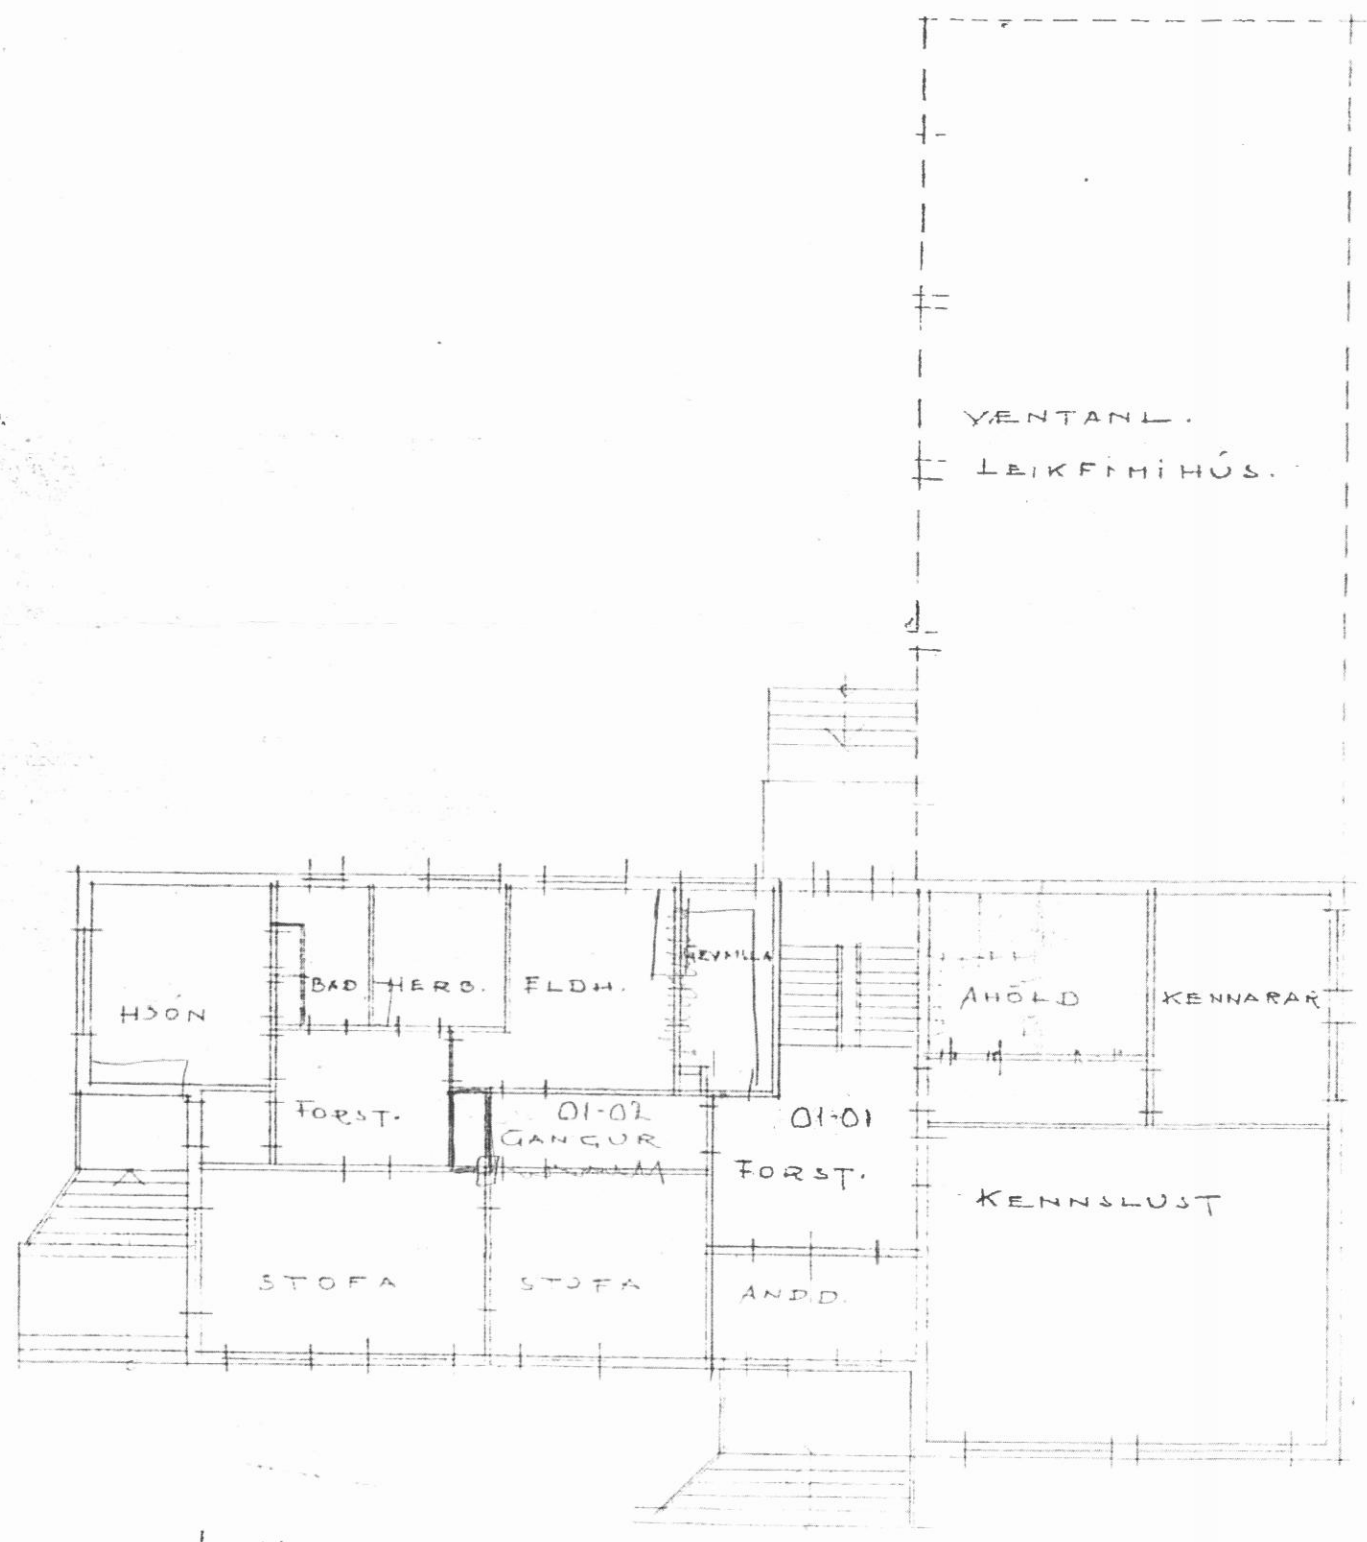 VÆNTANL.
LEIKFIMIHÚS.
HJÓN
BAÐ
HERB.
ELDH.
GEYMSLA
ÁHÖLD
KENNARAR
FORST.
01-02
GANGUR
01-01
FORST.
KENNSLUST
STOFA
STOFA
ANDD.